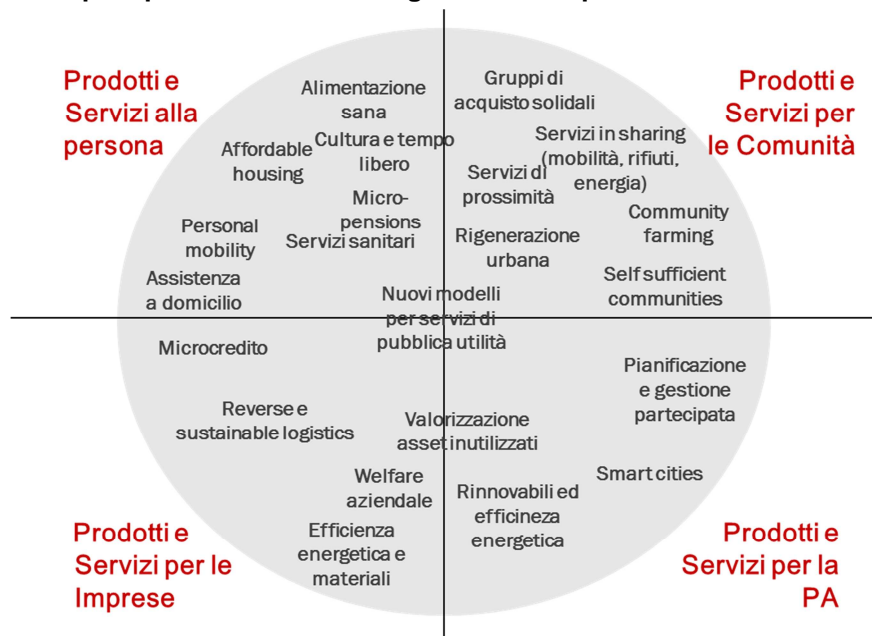 Prodotti e
Servizi alla
persona
Alimentazione
sana
Affordable
housing
Cultura e tempo
libero
Micro-
pensions
Personal
mobility
Servizi sanitari
Assistenza
a domicilio
Gruppi di
acquisto solidali
Servizi in sharing
(mobilità, rifiuti,
energia)
Servizi di
prossimità
Community
farming
Rigenerazione
urbana
Self sufficient
communities
Prodotti e
Servizi per
le Comunità
Nuovi modelli
per servizi di
pubblica utilità
Microcredito
Reverse e
sustainable logistics
Valorizzazione
asset inutilizzati
Welfare
aziendale
Efficienza
energetica e
materiali
Prodotti e
Servizi per le
Imprese
Pianificazione
e gestione
partecipata
Smart cities
Rinnovabili ed
efficineza
energetica
Prodotti e
Servizi per la
PA